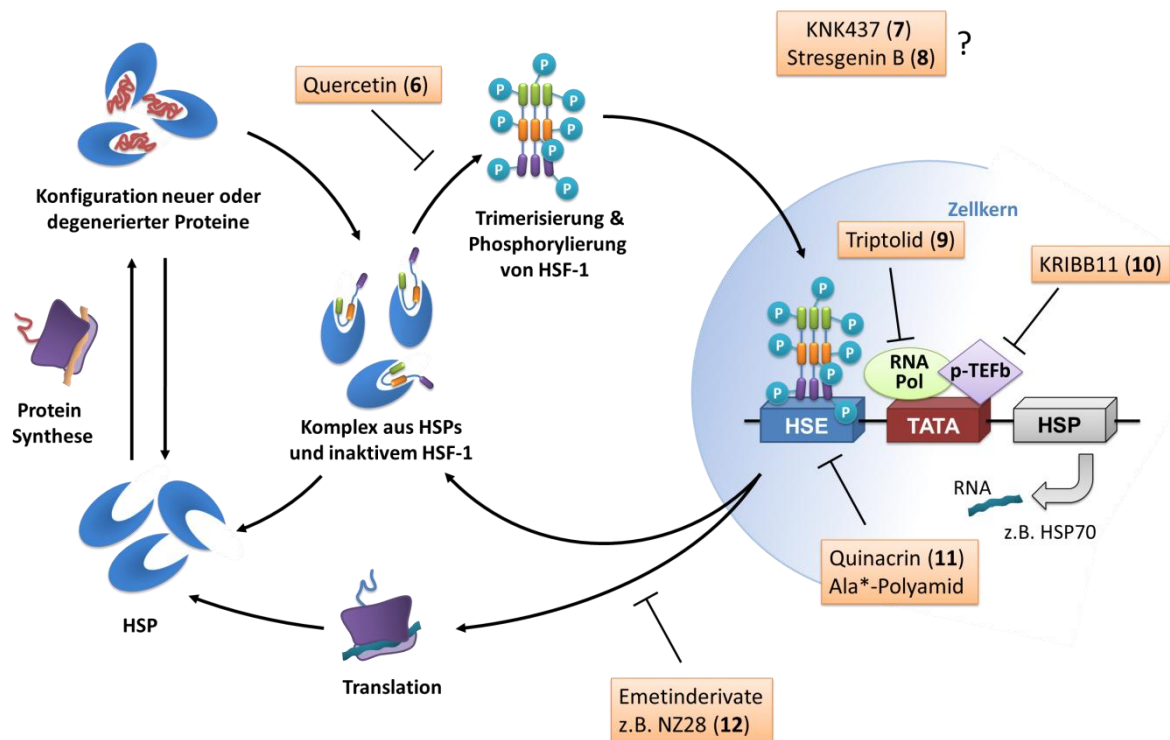 KNK437 (7)
Stresgenin B (8)
?
Quercetin (6)
P
P
P
P
P
P
P
P
P
P
Konfiguration neuer oder
degenerierter Proteine
Trimerisierung &
Phosphorylierung
von HSF-1
Zellkern
Triptolid (9)
KRIBB11 (10)
P
P
P
P
P
P
P
P
P
P
RNA
Pol
p-TEFb
HSE
TATA
HSP
Protein
Synthese
Komplex aus HSPs
und inaktivem HSF-1
RNA
z.B. HSP70
Quinacrin (11)
Ala*-Polyamid
HSP
Translation
Emetinderivate
z.B. NZ28 (12)